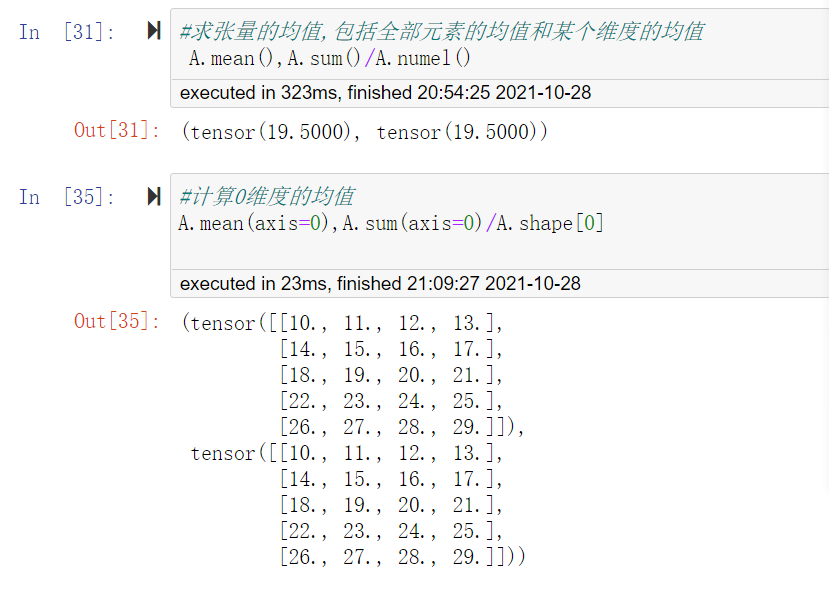 In [31]:
#求张量的均值,包括全部元素的均值和某个维度的均值
A.mean(),A.sum()/A.numel()
executed in 323ms, finished 20:54:25 2021-10-28
Out[31]: (tensor(19.5000), tensor(19.5000))
In [35]:
#计算0维度的均值
A.mean(axis=0),A.sum(axis=0)/A.shape[0]
executed in 23ms, finished 21:09:27 2021-10-28
Out[35]: (tensor([[10., 11., 12., 13.],
[14., 15., 16., 17.],
[18., 19., 20., 21.],
[22., 23., 24., 25.],
[26., 27., 28., 29.]]),
tensor([[10., 11., 12., 13.],
[14., 15., 16., 17.],
[18., 19., 20., 21.],
[22., 23., 24., 25.],
[26., 27., 28., 29.]]))